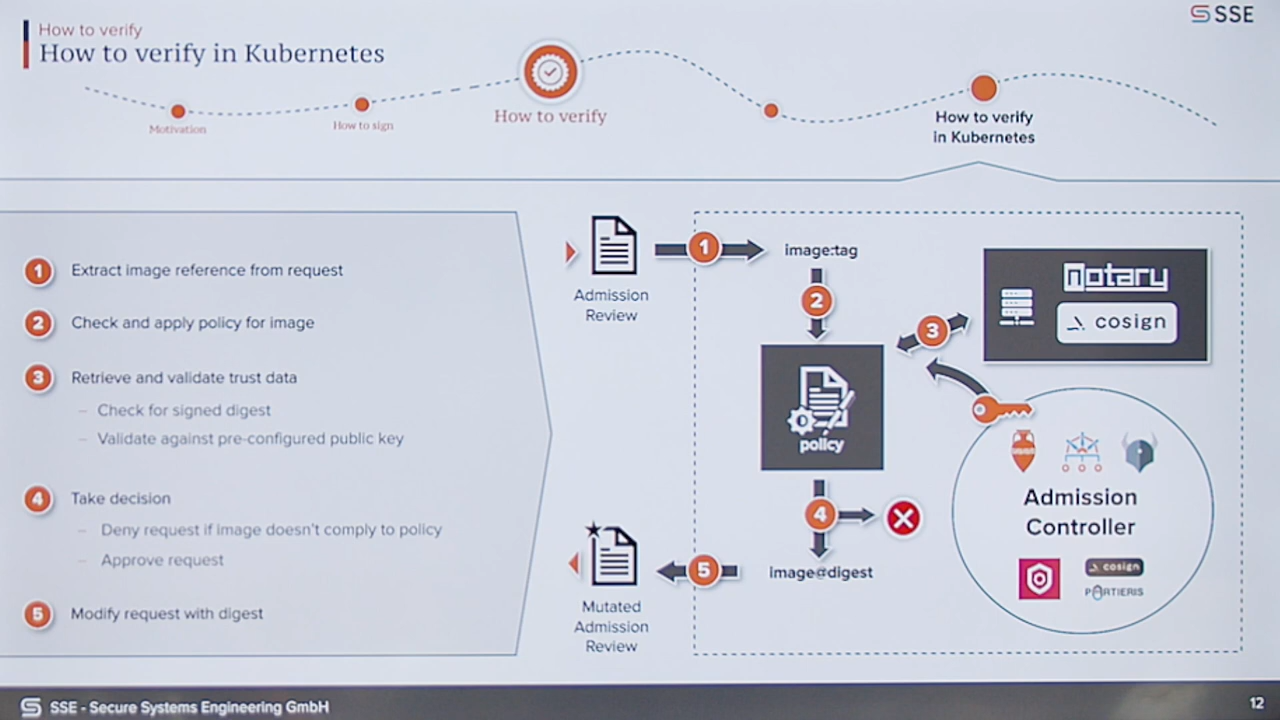 How to verify
How to verify in Kubernetes
SSE
Motivation
How to sign
How to verify
How to verify
in Kubernetes
1 Extract image reference from request
2 Check and apply policy for image
3 Retrieve and validate trust data
– Check for signed digest
– Validate against pre-configured public key
4 Take decision
– Deny request if image doesn't comply to policy
– Approve request
5 Modify request with digest
Admission
Review
1
image:tag
2
3
notary
cosign
policy
4
image@digest
5
Mutated
Admission
Review
Admission
Controller
cosign
PORTIERIS
SSE - Secure Systems Engineering GmbH
12